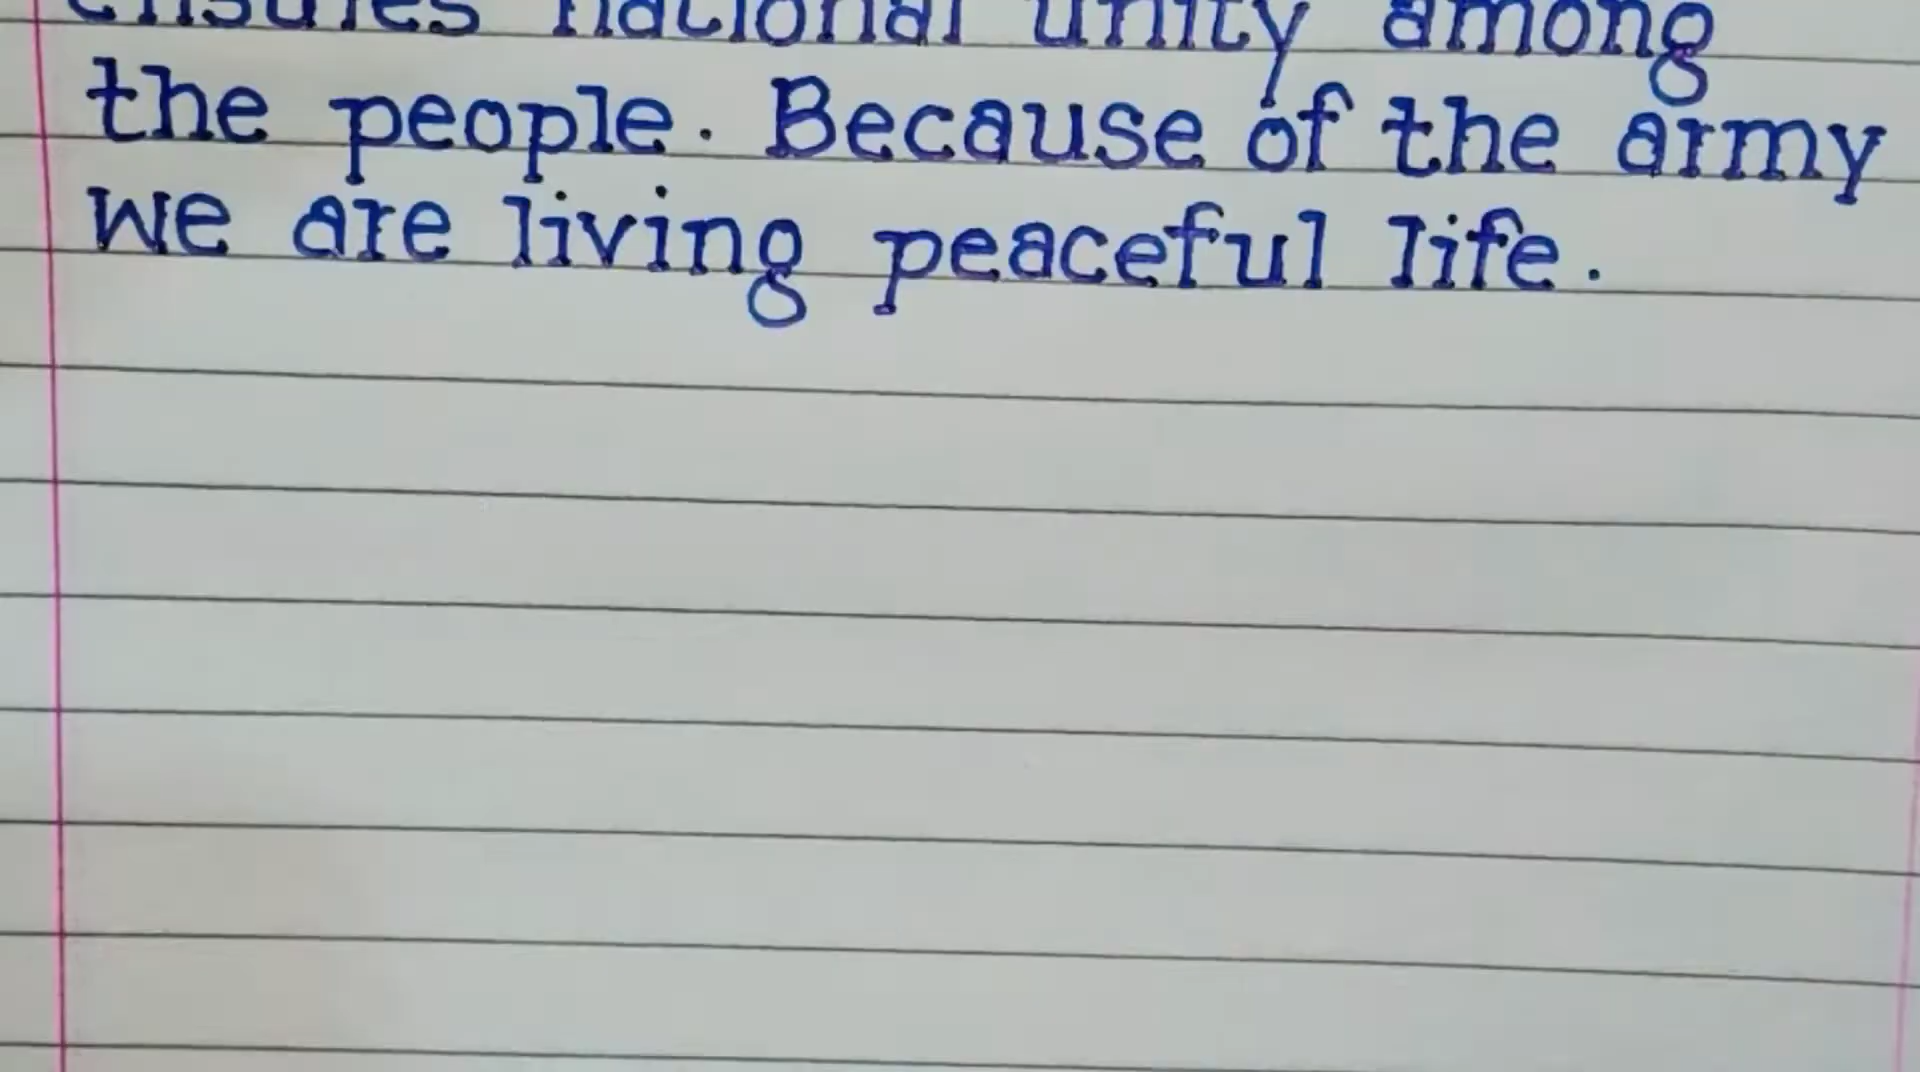 ensures national unity among
the people. Because of the army
we are living peaceful life.